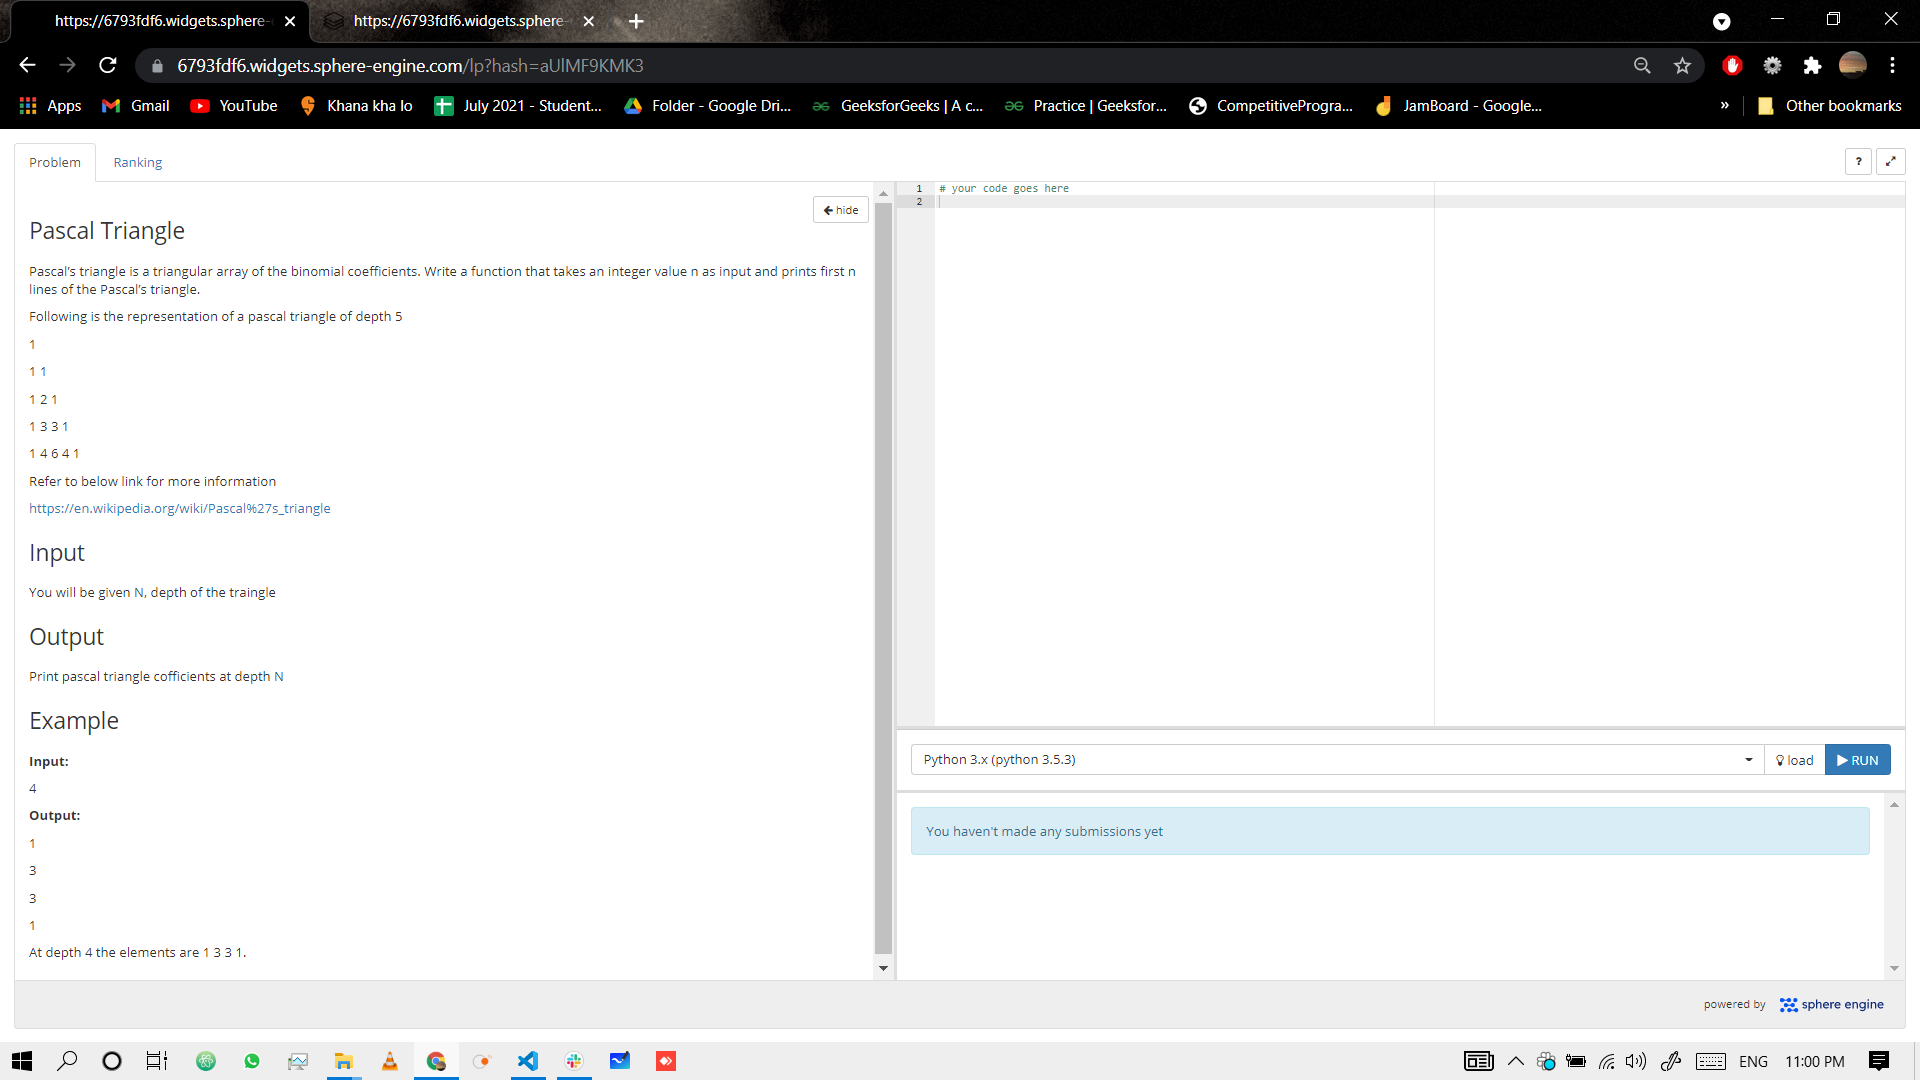 https://6793fdf6.widgets.sphere-
https://6793fdf6.widgets.sphere-
6793fdf6.widgets.sphere-engine.com/lp?hash=aUlMF9KMK3
Apps
Gmail
YouTube
Khana kha lo
July 2021 - Student...
Folder - Google Dri...
GeeksforGeeks | A c...
Practice | Geeksfor...
CompetitivePrograa...
JamBoard - Google...
»
Other bookmarks
Problem
Ranking
?
hide
Pascal Triangle
Pascal’s triangle is a triangular array of the binomial coefficients. Write a function that takes an integer value n as input and prints first n
lines of the Pascal’s triangle.
Following is the representation of a pascal triangle of depth 5
1
1 1
1 2 1
1 3 3 1
1 4 6 4 1
Refer to below link for more information
https://en.wikipedia.org/wiki/Pascal%27s_triangle
Input
You will be given N, depth of the traingle
Output
Print pascal triangle cofficients at depth N
Example
Input:
4
Output:
1
3
3
1
At depth 4 the elements are 1 3 3 1.
1 # your code goes here
2
Python 3.x (python 3.5.3)
load
RUN
You haven't made any submissions yet
powered by sphere engine
ENG
11:00 PM